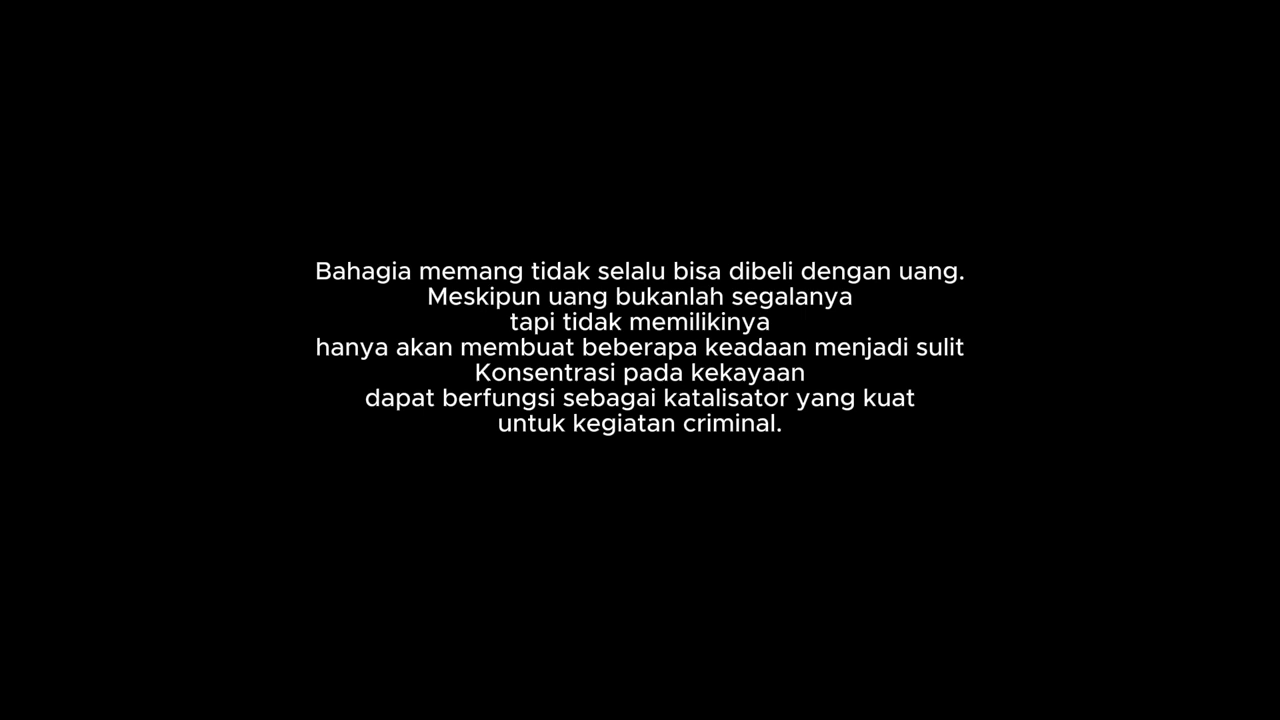 Bahagia memang tidak selalu bisa dibeli dengan uang.
Meskipun uang bukanlah segalanya
tapi tidak memilikinya
hanya akan membuat beberapa keadaan menjadi sulit
Konsentrasi pada kekayaan
dapat berfungsi sebagai katalisator yang kuat
untuk kegiatan criminal.